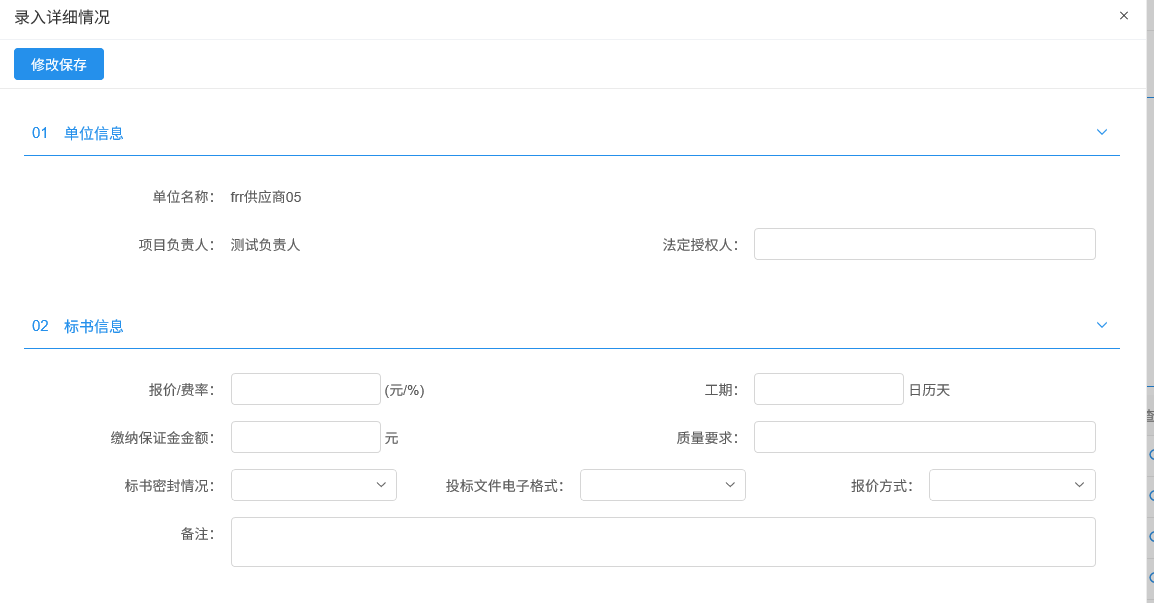 录入详细情况
修改保存
01 单位信息
单位名称： frr供应商05
项目负责人： 测试负责人 法定授权人：
02 标书信息
报价/费率： (元/%) 工期： 日历天
缴纳保证金金额： 元 质量要求：
标书密封情况： 投标文件电子格式： 报价方式：
备注：